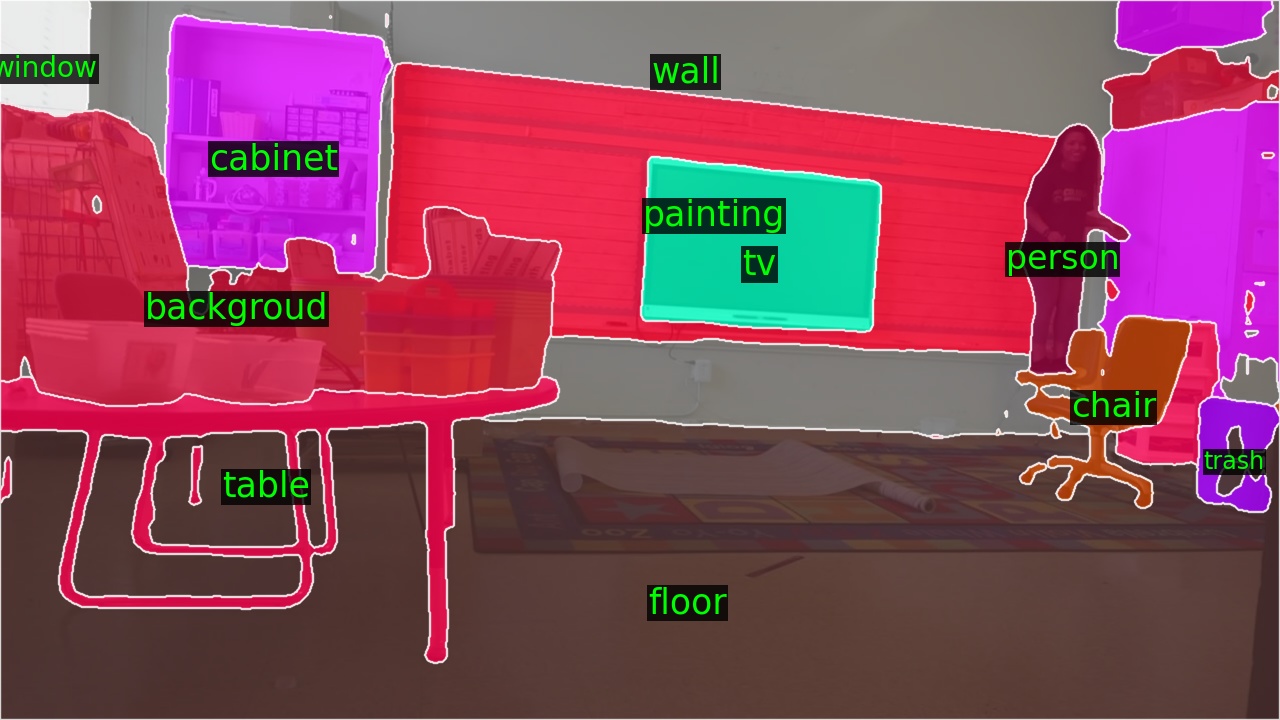 window
wall
cabinet
painting
tv
person
backgroud
chair
trash
table
floor